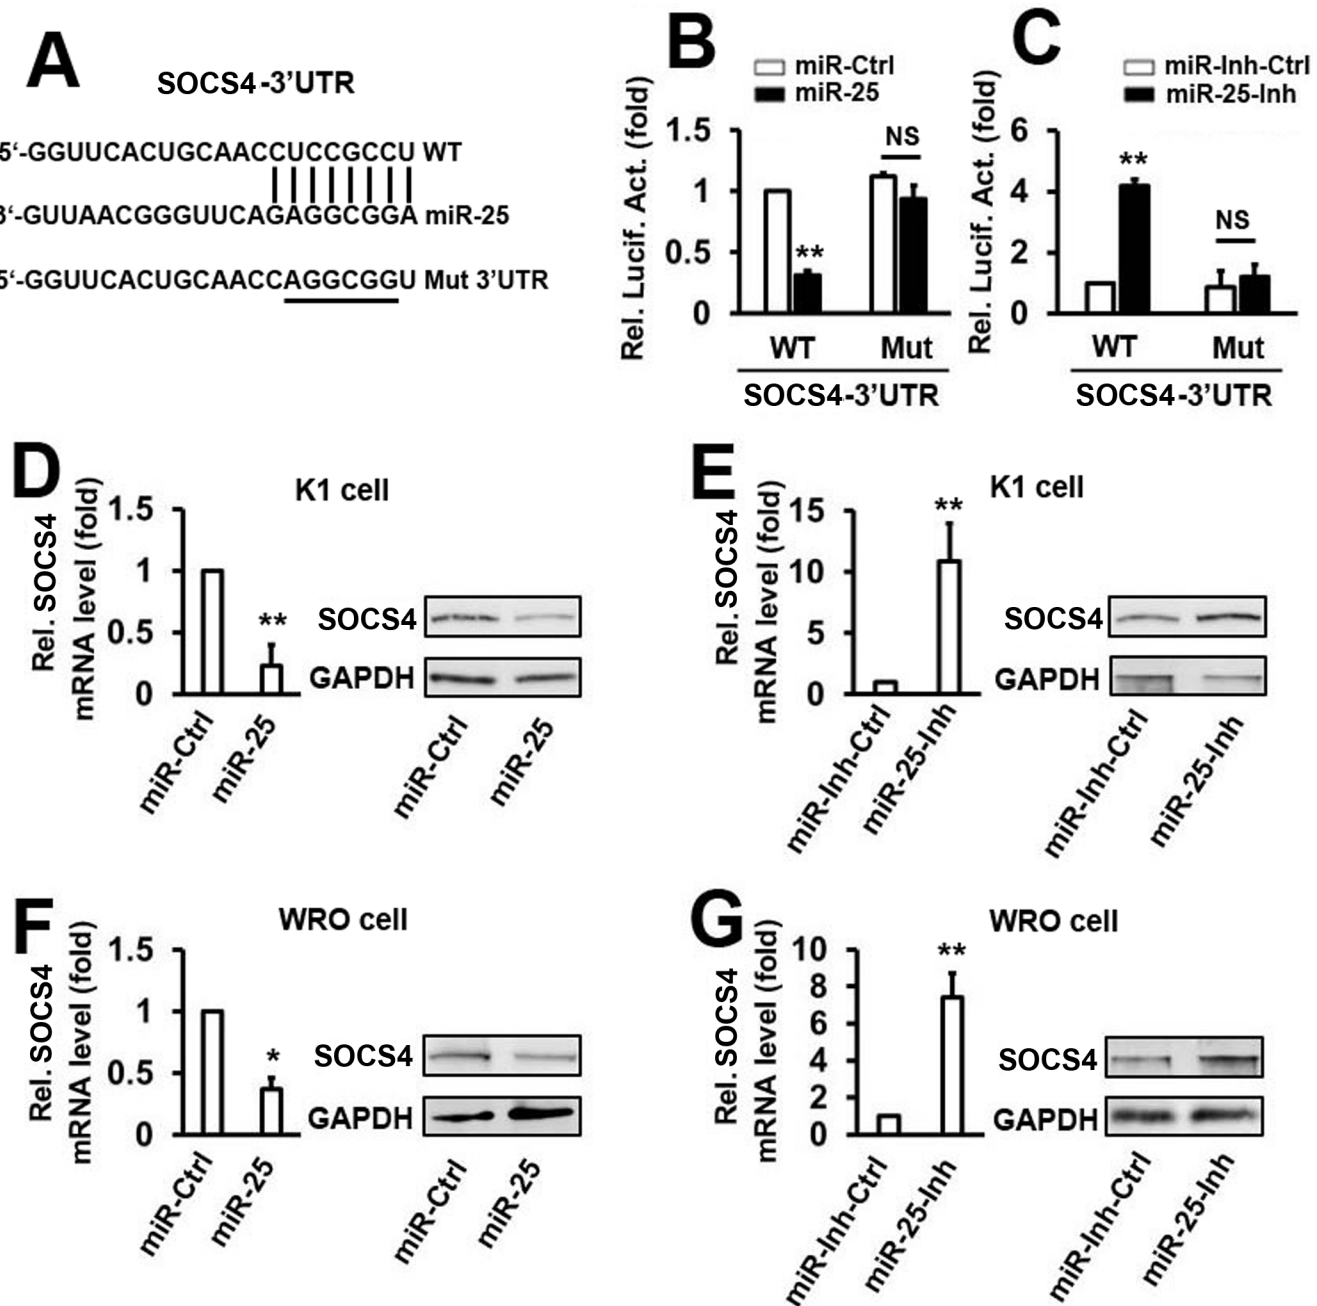 A
SOCS4-3'UTR
5'-GGUUCACUGCAACCUCCGCCU WT
3'-GUUAACGGGUUCAGAGGCGGA miR-25
5'-GGUUCACUGCAACCAGGCGGU Mut 3'UTR
B
miR-Ctrl
miR-25
Rel. Lucif. Act. (fold)
1.5
1
0.5
0
**
NS
WT
Mut
SOCS4-3'UTR
C
miR-Inh-Ctrl
miR-25-Inh
Rel. Lucif. Act. (fold)
6
4
2
0
**
NS
WT
Mut
SOCS4-3'UTR
D
K1 cell
Rel. SOCS4
mRNA level (fold)
1.5
1
0.5
0
**
miR-Ctrl
miR-25
SOCS4
GAPDH
miR-Ctrl
miR-25
E
K1 cell
Rel. SOCS4
mRNA level (fold)
15
10
5
0
**
miR-Inh-Ctrl
miR-25-Inh
SOCS4
GAPDH
miR-Inh-Ctrl
miR-25-Inh
F
WRO cell
Rel. SOCS4
mRNA level (fold)
1.5
1
0.5
0
*
miR-Ctrl
miR-25
SOCS4
GAPDH
miR-Ctrl
miR-25
G
WRO cell
Rel. SOCS4
mRNA level (fold)
10
8
6
4
2
0
**
miR-Inh-Ctrl
miR-25-Inh
SOCS4
GAPDH
miR-Inh-Ctrl
miR-25-Inh